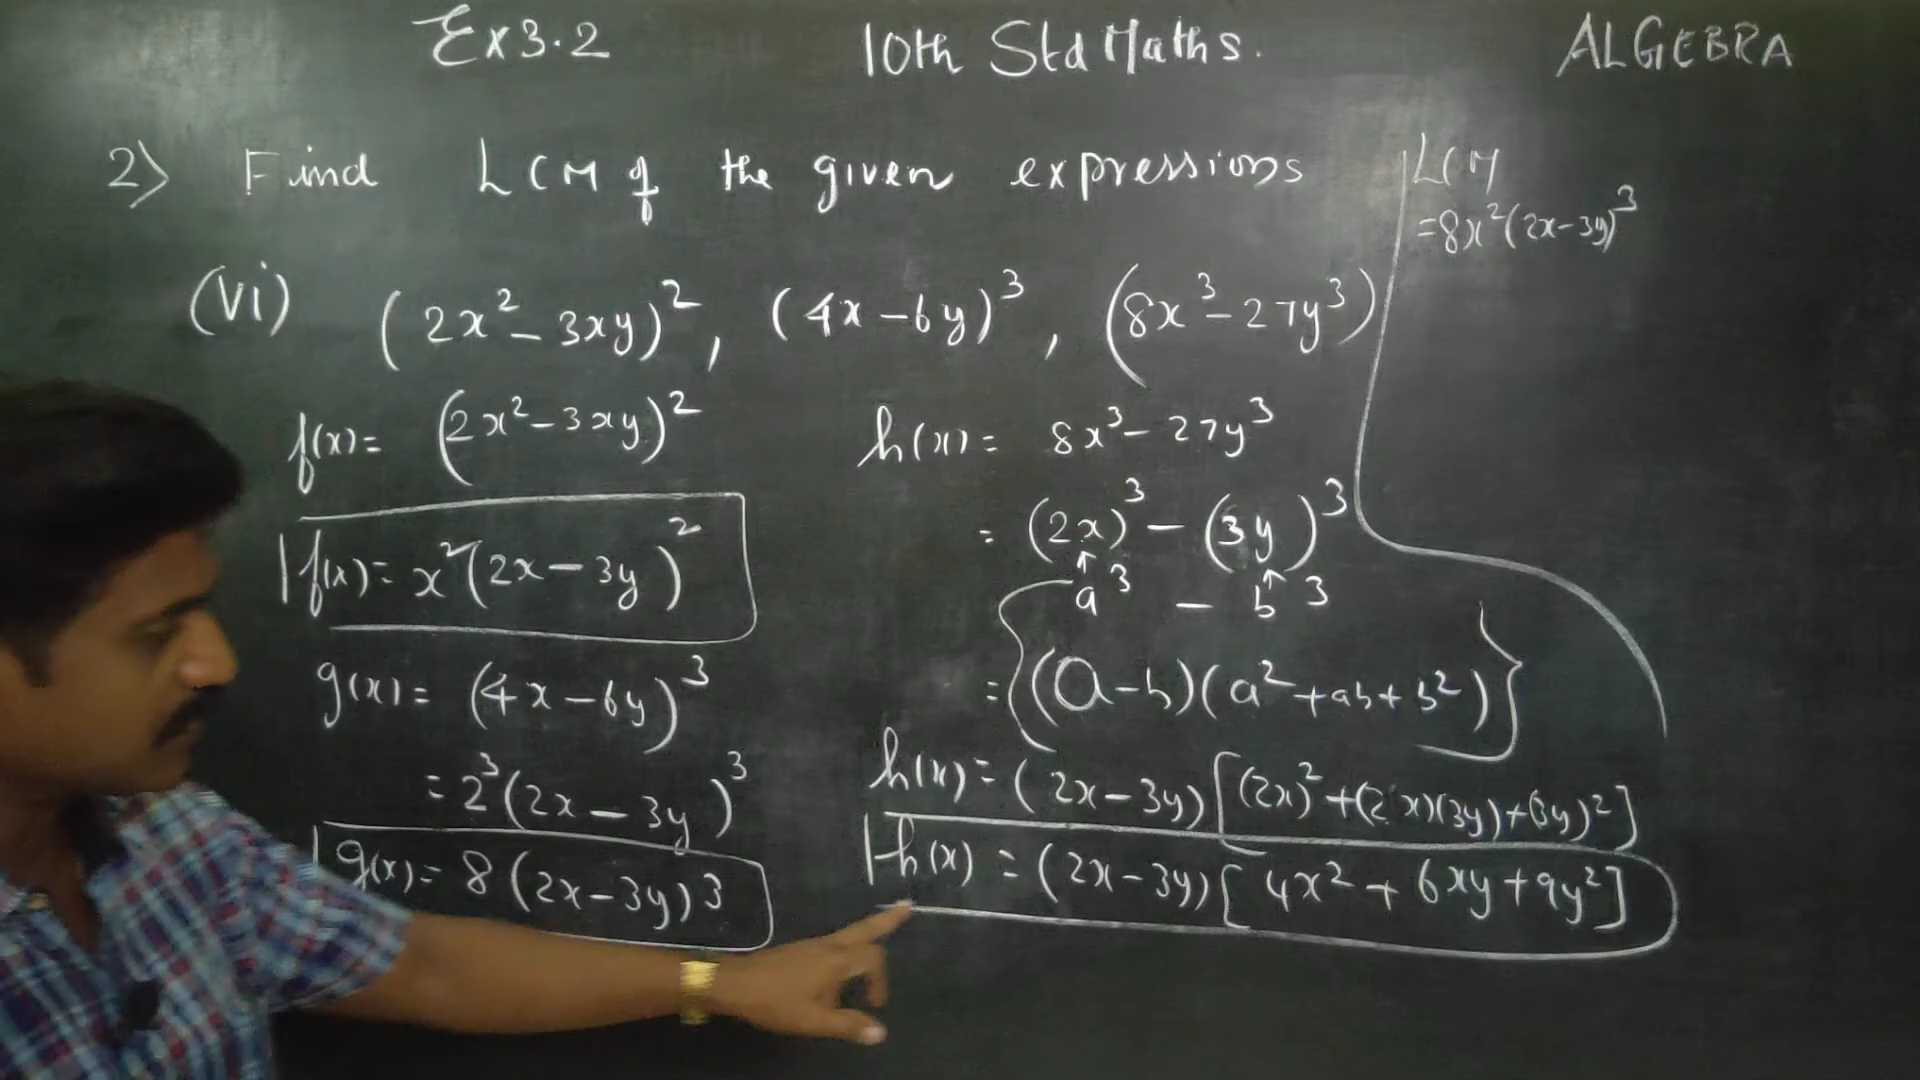 Ex 3.2 10th Std Maths. ALGEBRA
2) Find LCM of the given expressions
(vi) (2x² - 3xy)², (4x - 6y)³, (8x³ - 27y³)
f(x) = (2x² - 3xy)²
f(x) = x²(2x - 3y)²
g(x) = (4x - 6y)³
= 2³(2x - 3y)³
g(x) = 8(2x - 3y)³
h(x) = 8x³ - 27y³
= (2x)³ - (3y)³
a³ - b³
= {(a-b)(a² + ab + b²)}
h(x) = (2x - 3y)[(2x)² + (2x)(3y) + (3y)²]
h(x) = (2x - 3y)[4x² + 6xy + 9y²]
LCM
= 8x²(2x - 3y)³